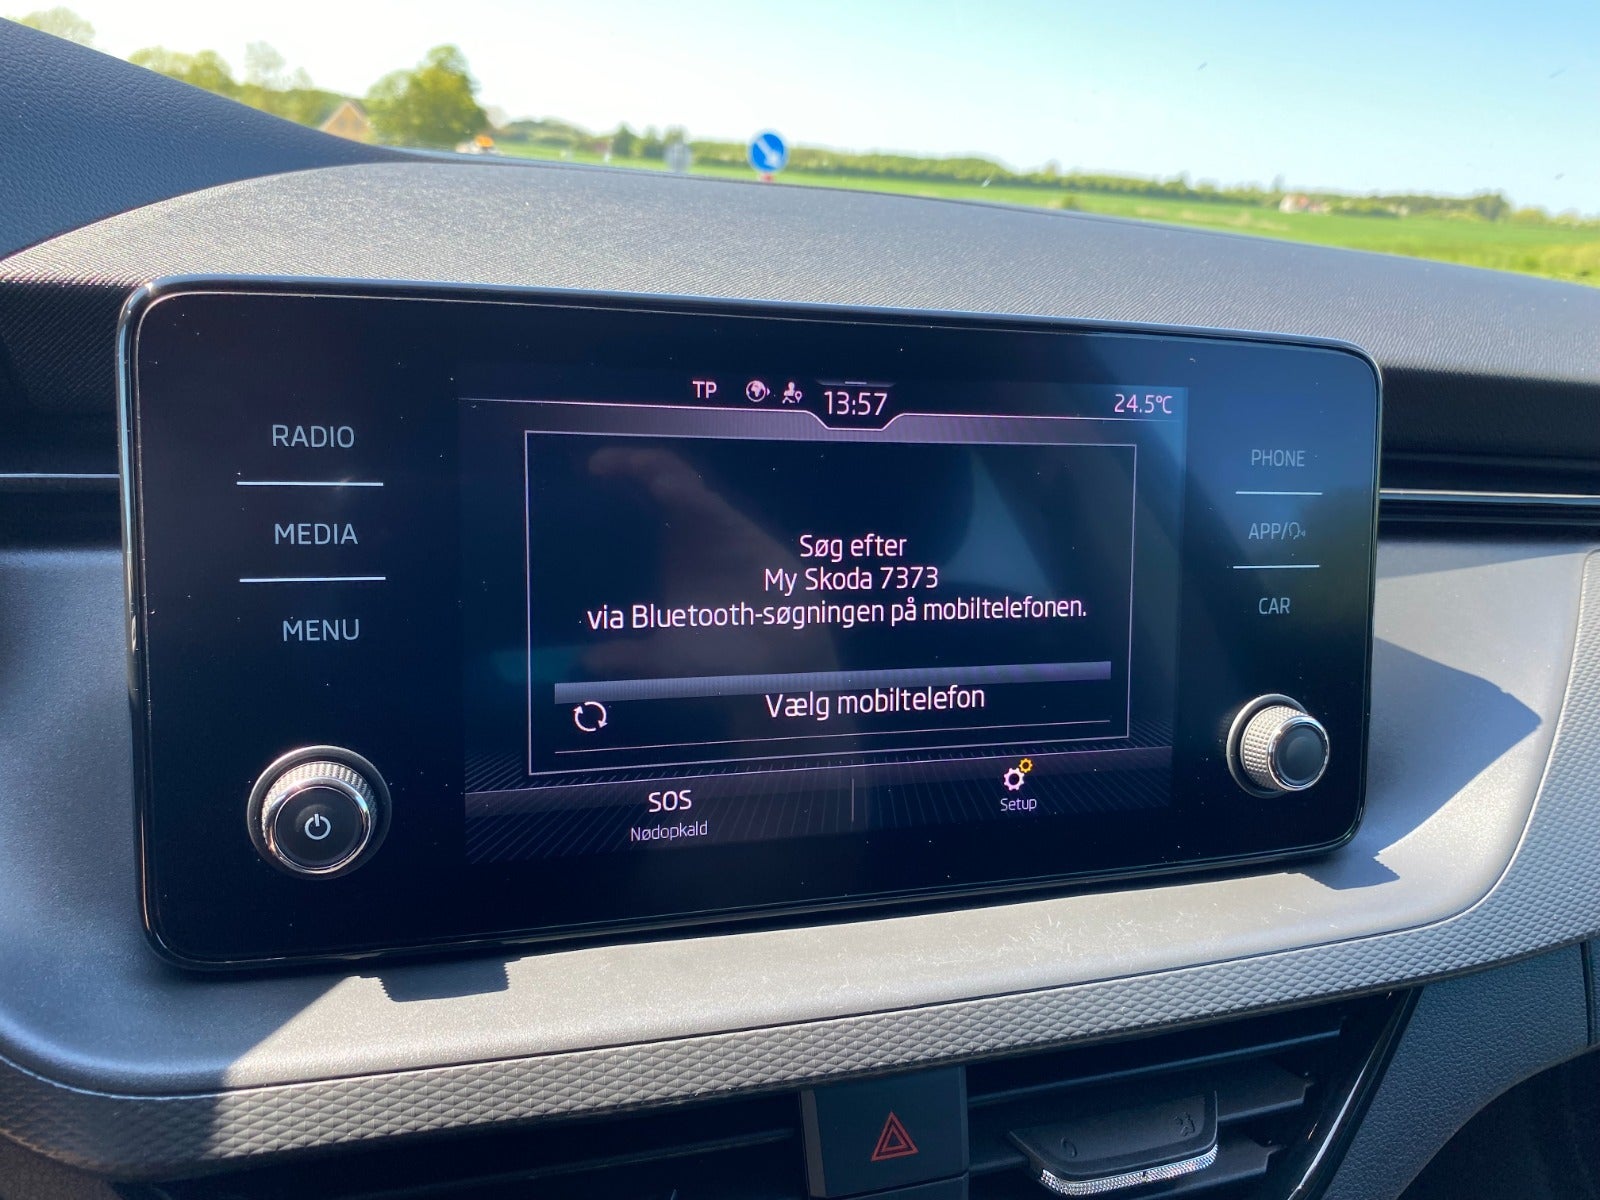 TP 13:57 24.5°C
RADIO
MEDIA
MENU
Søg efter
My Skoda 7373
via Bluetooth-søgningen på mobiltelefonen.
Vælg mobiltelefon
SOS
Nødopkald
Setup
PHONE
APP/
CAR